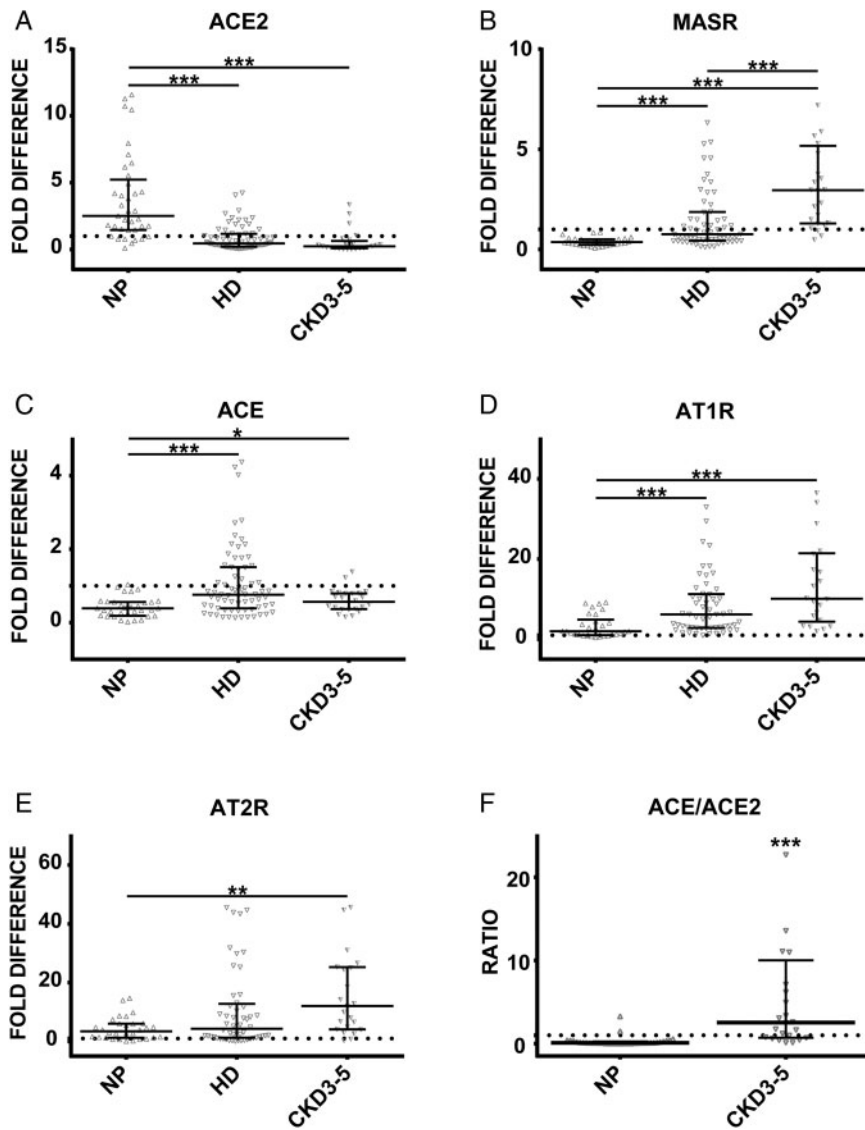 A
ACE2
FOLD DIFFERENCE
15
10
5
0
***
***
NP
HD
CKD3-5
B
MASR
FOLD DIFFERENCE
10
5
0
***
***
***
NP
HD
CKD3-5
C
ACE
FOLD DIFFERENCE
4
2
0
*
***
NP
HD
CKD3-5
D
AT1R
FOLD DIFFERENCE
40
20
0
***
***
NP
HD
CKD3-5
E
AT2R
FOLD DIFFERENCE
60
40
20
0
**
NP
HD
CKD3-5
F
ACE/ACE2
RATIO
20
10
0
***
NP
CKD3-5